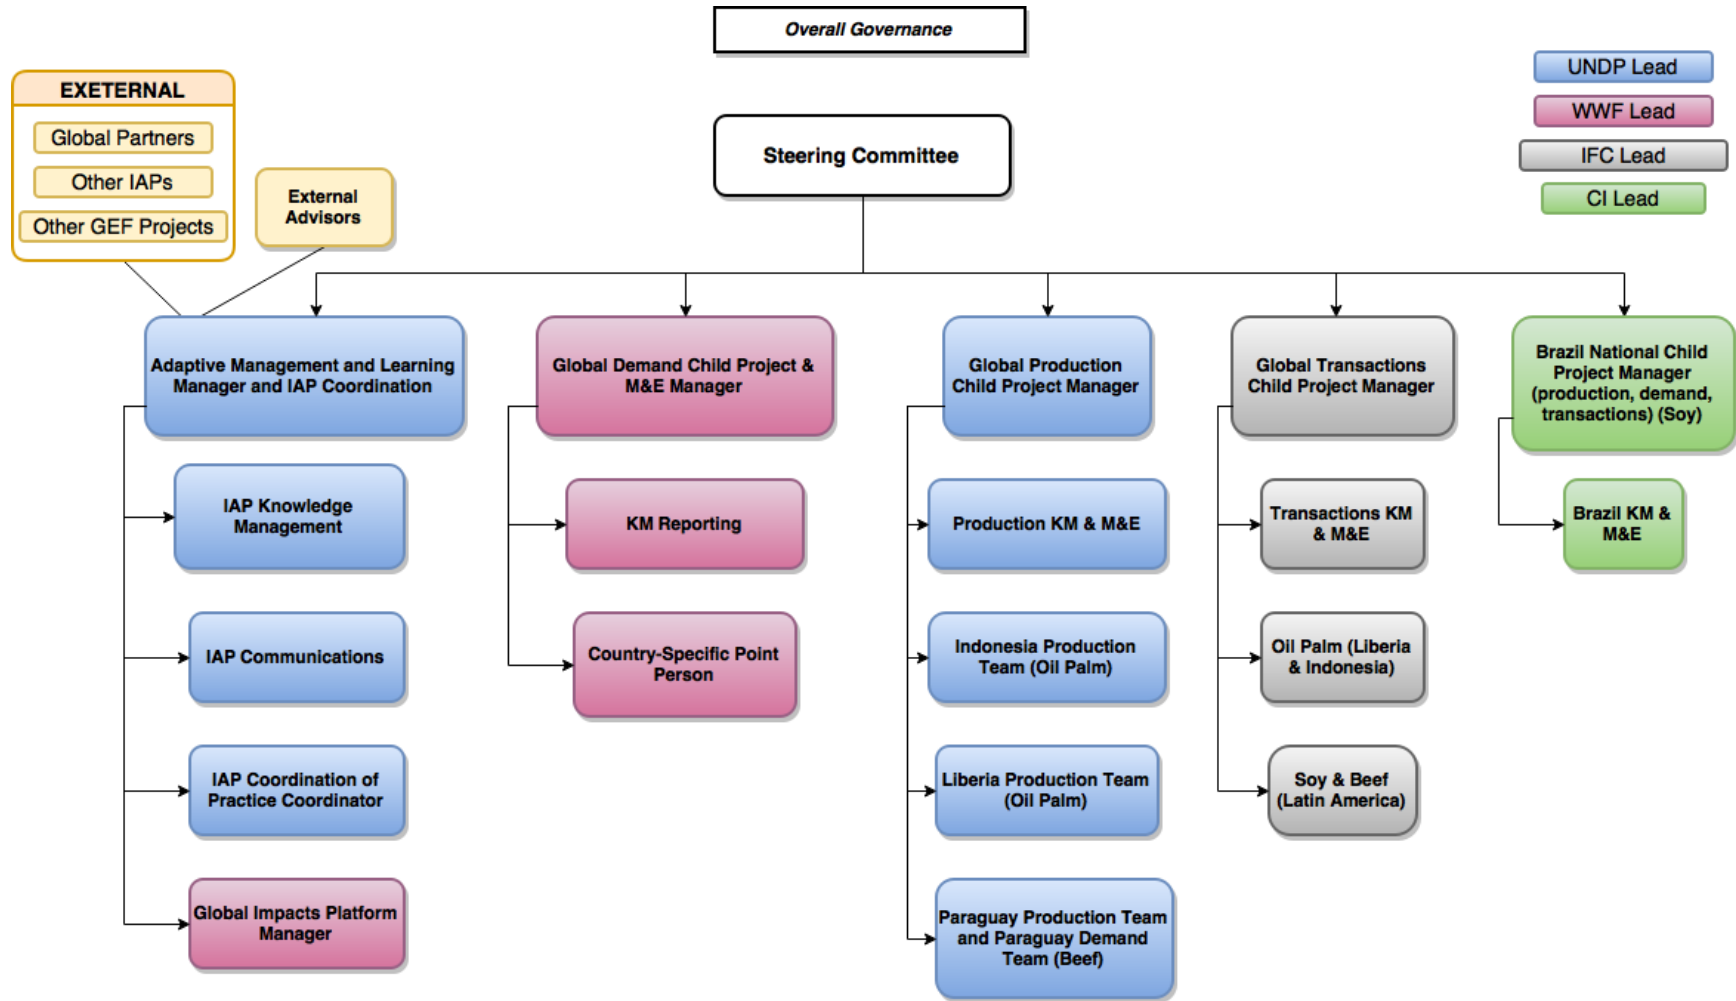 Overall Governance
EXETERNAL
Global Partners
Other IAPs
Other GEF Projects
External
Advisors
Steering Committee
UNDP Lead
WWF Lead
IFC Lead
CI Lead
Adaptive Management and Learning
Manager and IAP Coordination
IAP Knowledge
Management
IAP Communications
IAP Coordination of
Practice Coordinator
Global Impacts Platform
Manager
Global Demand Child Project &
M&E Manager
KM Reporting
Country-Specific Point
Person
Global Production
Child Project Manager
Production KM & M&E
Indonesia Production
Team (Oil Palm)
Liberia Production Team
(Oil Palm)
Paraguay Production Team
and Paraguay Demand
Team (Beef)
Global Transactions
Child Project Manager
Transactions KM
& M&E
Oil Palm (Liberia
& Indonesia)
Soy & Beef
(Latin America)
Brazil National Child
Project Manager
(production, demand,
transactions) (Soy)
Brazil KM &
M&E